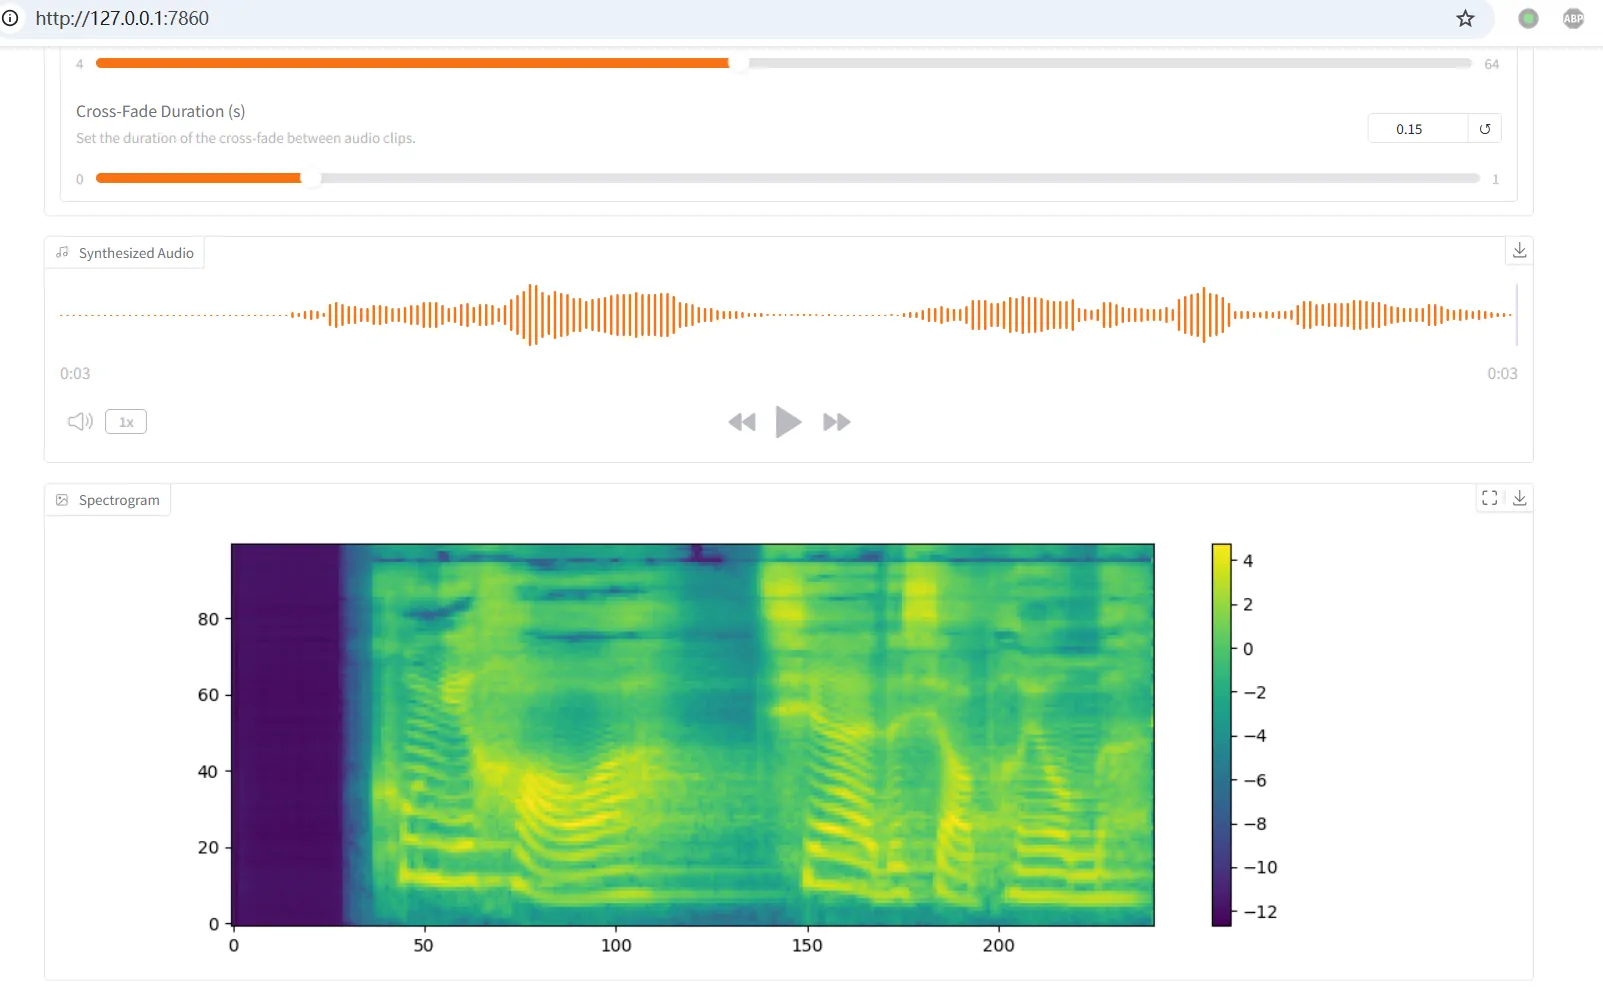 http://127.0.0.1:7860
ABP
4 64
Cross-Fade Duration (s)
Set the duration of the cross-fade between audio clips.
0.15
0 1
Synthesized Audio
0:03 0:03
1x
Spectrogram
80
60
40
20
0
0 50 100 150 200
4
2
0
−2
−4
−6
−8
−10
−12